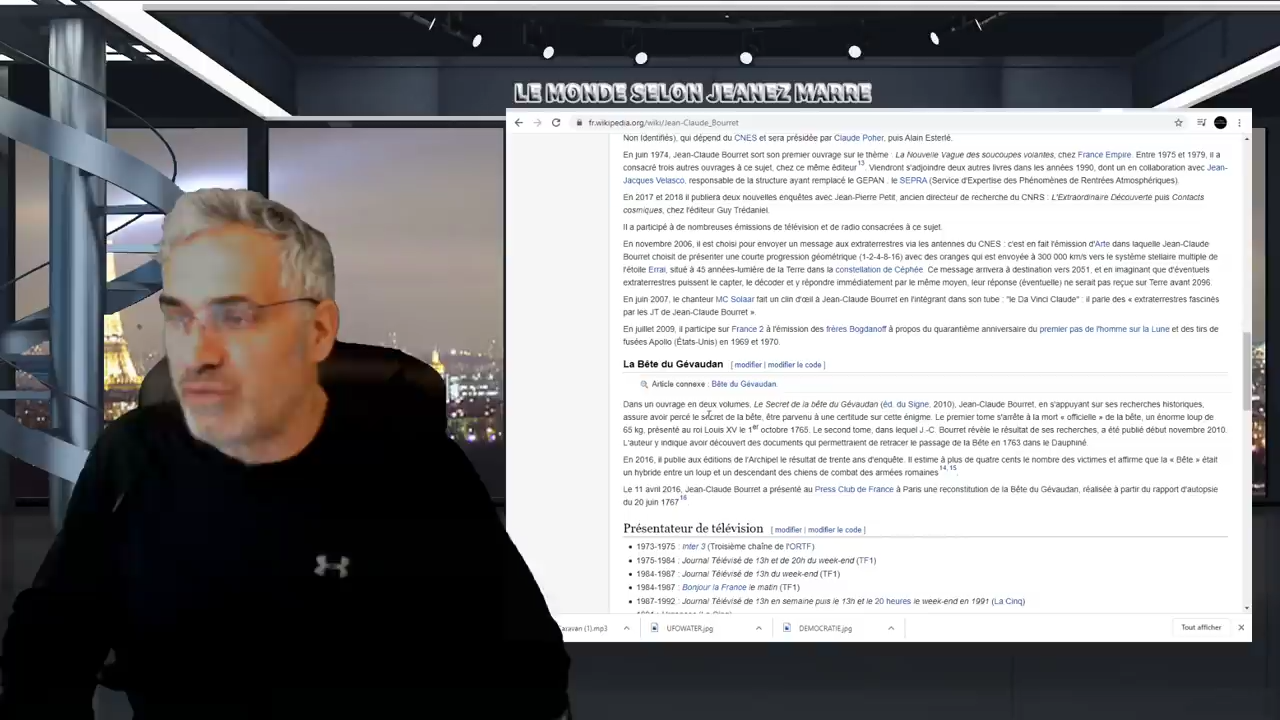 LE MONDE SELON JEANEZ MARRE
fr.wikipedia.org/wiki/Jean-Claude_Bourret
Non Identifiés), qui dépend du CNES et sera présidée par Claude Poher, puis Alain Esterlé.
En juin 1974, Jean-Claude Bourret sort son premier ouvrage sur le thème : La Nouvelle Vague des soucoupes volantes, chez France Empire. Entre 1975 et 1979, il a
consacré trois autres ouvrages à ce sujet, chez ce même éditeur13. Viendront s'adjoindre deux autres livres dans les années 1990, dont un en collaboration avec Jean-
Jacques Velasco, responsable de la structure ayant remplacé le GEPAN : le SEPRA (Service d'Expertise des Phénomènes de Rentrées Atmosphériques).
En 2017 et 2018 il publiera deux nouvelles enquêtes avec Jean-Pierre Petit, ancien directeur de recherche du CNRS : L'Extraordinaire Découverte puis Contacts
cosmiques, chez l'éditeur Guy Trédaniel.
Il a participé à de nombreuses émissions de télévision et de radio consacrées à ce sujet.
En novembre 2006, il est choisi pour envoyer un message aux extraterrestres via les antennes du CNES : c'est en fait l'émission d'Arte dans laquelle Jean-Claude
Bourret choisit de présenter une courte progression géométrique (1-2-4-8-16) avec des oranges qui est envoyée à 300 000 km/s vers le système stellaire multiple de
l'étoile Errai, situé à 45 années-lumière de la Terre dans la constellation de Céphée. Ce message arrivera à destination vers 2051, et en imaginant que d'éventuels
extraterrestres puissent le capter, le décoder et y répondre immédiatement par le même moyen, leur réponse (éventuelle) ne serait pas reçue sur Terre avant 2096.
En juin 2007, le chanteur MC Solaar fait un clin d'œil à Jean-Claude Bourret en l'intégrant dans son tube : "le Da Vinci Claude" : il parle des « extraterrestres fascinés
par les JT de Jean-Claude Bourret ».
En juillet 2009, il participe sur France 2 à l'émission des frères Bogdanoff à propos du quarantième anniversaire du premier pas de l'homme sur la Lune et des tirs de
fusées Apollo (États-Unis) en 1969 et 1970.
La Bête du Gévaudan [ modifier | modifier le code ]
Article connexe : Bête du Gévaudan.
Dans un ouvrage en deux volumes, Le Secret de la bête du Gévaudan (éd. du Signe, 2010), Jean-Claude Bourret, en s'appuyant sur ses recherches historiques,
assure avoir percé le secret de la bête, être parvenu à une certitude sur cette énigme. Le premier tome s'arrête à la mort « officielle » de la bête, un énorme loup de
65 kg, présenté au roi Louis XV le 1er octobre 1765. Le second tome, dans lequel J.-C. Bourret révèle le résultat de ses recherches, a été publié début novembre 2010.
L'auteur y indique avoir découvert des documents qui permettraient de retracer le passage de la Bête en 1763 dans le Dauphiné.
En 2016, il publie aux éditions de l'Archipel le résultat de trente ans d'enquête. Il estime à plus de quatre cents le nombre des victimes et affirme que la « Bête » était
un hybride entre un loup et un descendant des chiens de combat des armées romaines14, 15.
Le 11 avril 2016, Jean-Claude Bourret a présenté au Press Club de France à Paris une reconstitution de la Bête du Gévaudan, réalisée à partir du rapport d'autopsie
du 20 juin 176716
Présentateur de télévision [ modifier | modifier le code ]
1973-1975 : Inter 3 (Troisième chaîne de l'ORTF)
1975-1984 : Journal Télévisé de 13h et de 20h du week-end (TF1)
1984-1987 : Journal Télévisé de 13h du week-end (TF1)
1984-1987 : Bonjour la France le matin (TF1)
1987-1992 : Journal Télévisé de 13h en semaine puis le 13h et le 20 heures le week-end en 1991 (La Cinq)
(1).mp3 UFOWATER.jpg DEMOCRATIE.jpg Tout afficher